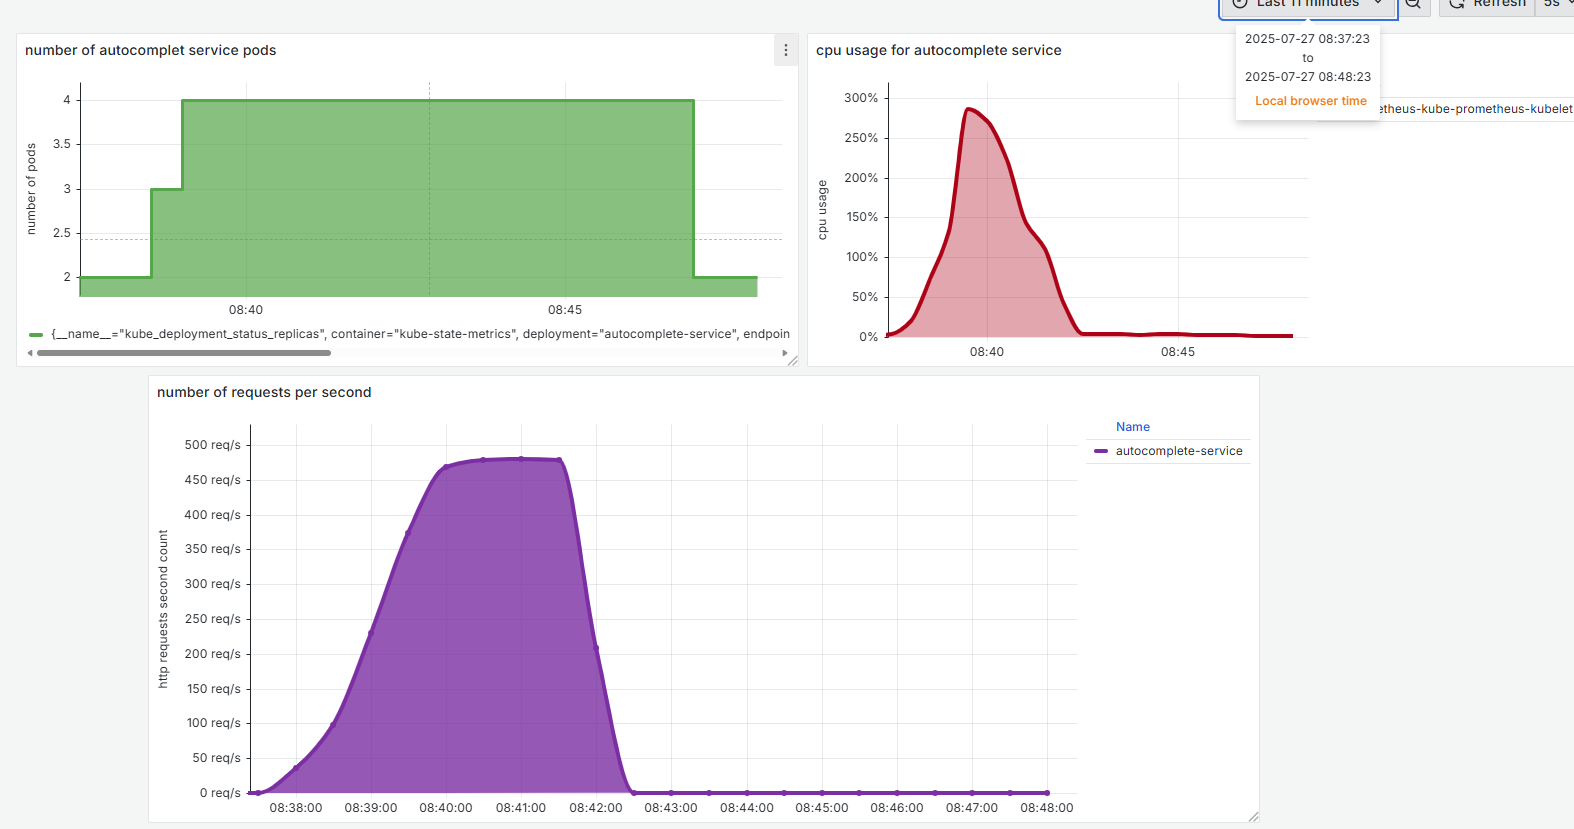 Last 11 minutes
Refresh
5s
2025-07-27 08:37:23
to
2025-07-27 08:48:23
Local browser time
number of autocomplet service pods
number of pods
4
3.5
3
2.5
2
08:40
08:45
{__name__="kube_deployment_status_replicas", container="kube-state-metrics", deployment="autocomplete-service", endpoin
cpu usage for autocomplete service
cpu usage
300%
250%
200%
150%
100%
50%
0%
08:40
08:45
etheus-kube-prometheus-kubelet
number of requests per second
http requests second count
500 req/s
450 req/s
400 req/s
350 req/s
300 req/s
250 req/s
200 req/s
150 req/s
100 req/s
50 req/s
0 req/s
08:38:00
08:39:00
08:40:00
08:41:00
08:42:00
08:43:00
08:44:00
08:45:00
08:46:00
08:47:00
08:48:00
Name
autocomplete-service